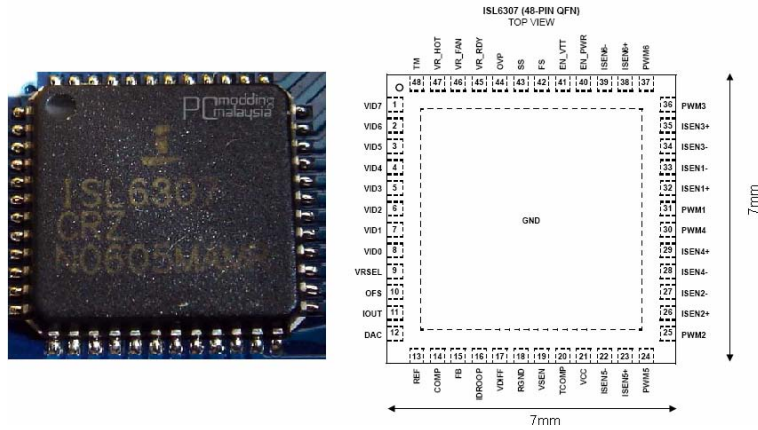 PCmodding
malaysia
ISL6307
CRZ
ISL6307 (48-PIN QFN)
TOP VIEW
TM
VR_HOT
VR_FAN
VR_RDY
OVP
SS
FS
EN_VTT
EN_PWR
ISEN6-
ISEN6+
PWM6
48 47 46 45 44 43 42 41 40 39 38 37
VID7 1
VID6 2
VID5 3
VID4 4
VID3 5
VID2 6
VID1 7
VID0 8
VRSEL 9
OFS 10
IOUT 11
DAC 12
GND
36 PWM3
35 ISEN3+
34 ISEN3-
33 ISEN1-
32 ISEN1+
31 PWM1
30 PWM4
29 ISEN4+
28 ISEN4-
27 ISEN2-
26 ISEN2+
25 PWM2
13 14 15 16 17 18 19 20 21 22 23 24
REF
COMP
FB
IDROOP
VDIFF
RGND
VSEN
TCOMP
VCC
ISEN5-
ISEN5+
PWM5
7mm
7mm